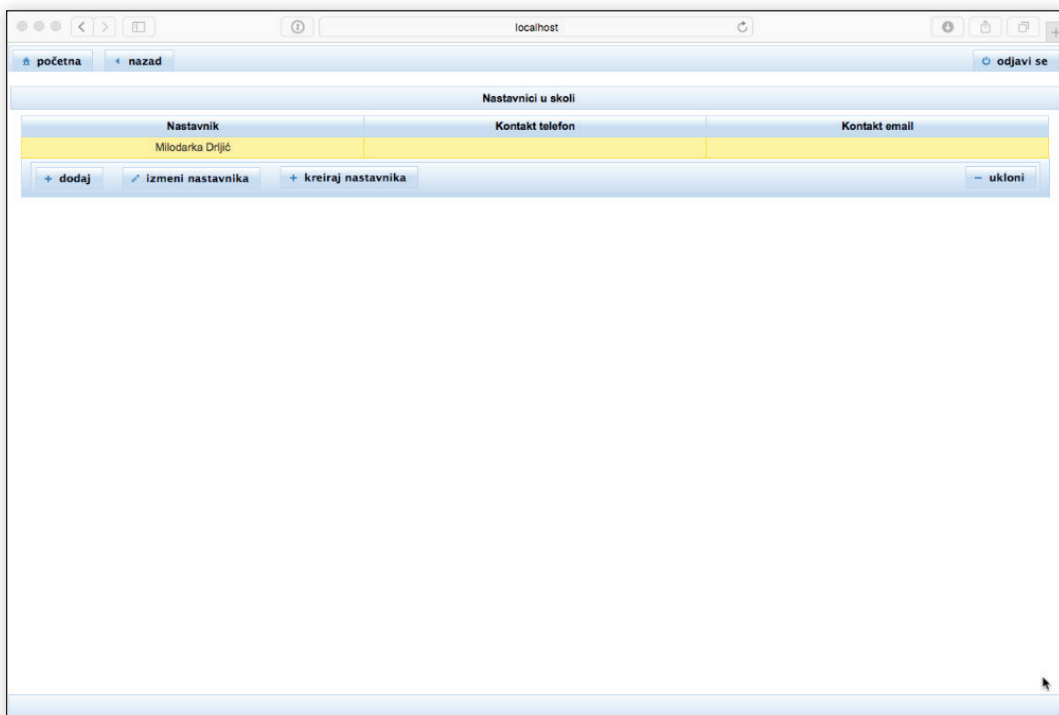 localhost
početna nazad odjavi se
Nastavnici u skoli
Nastavnik Kontakt telefon Kontakt email
Milodarka Drljić
+ dodaj izmeni nastavnika + kreiraj nastavnika − ukloni